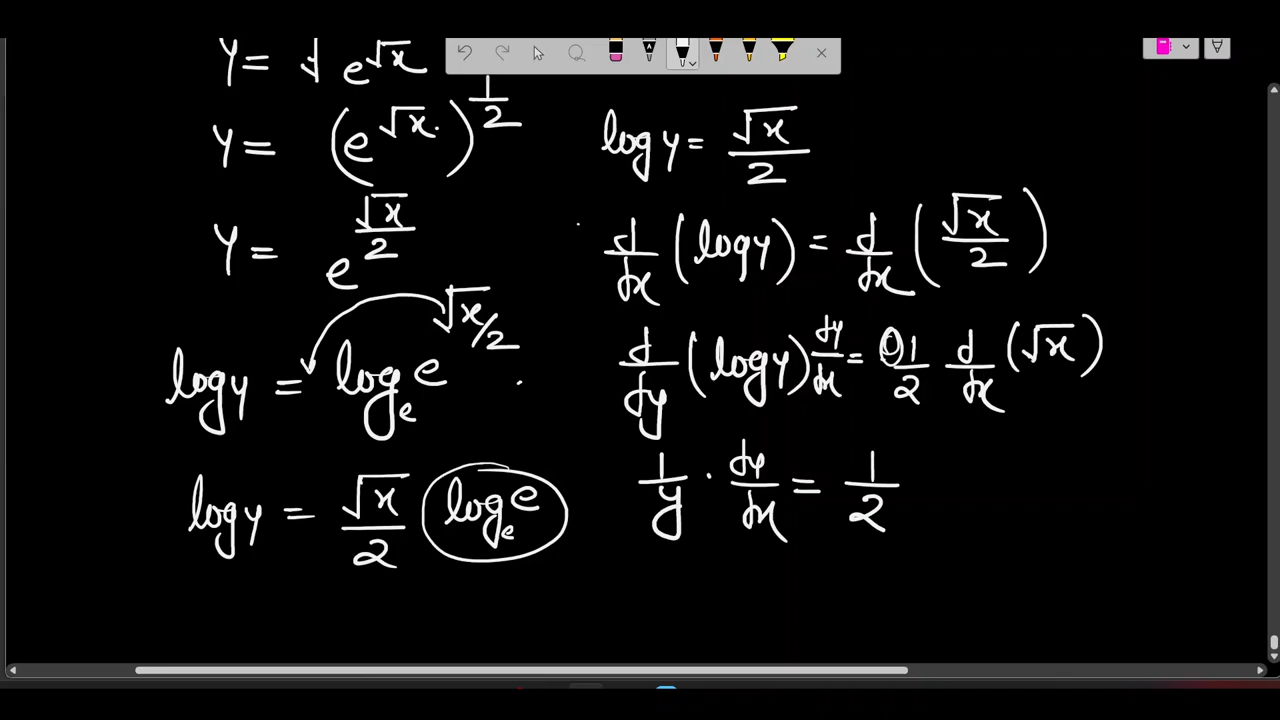 y = √ e^√x
y = (e^√x)^1/2
y = e^√x/2
log y = log_e e^√x/2
log y = √x/2 log_e e
log y = √x/2
d/dx (log y) = d/dx (√x/2)
d/dy (log y) dy/dx = 1/2 d/dx (√x)
1/y · dy/dx = 1/2